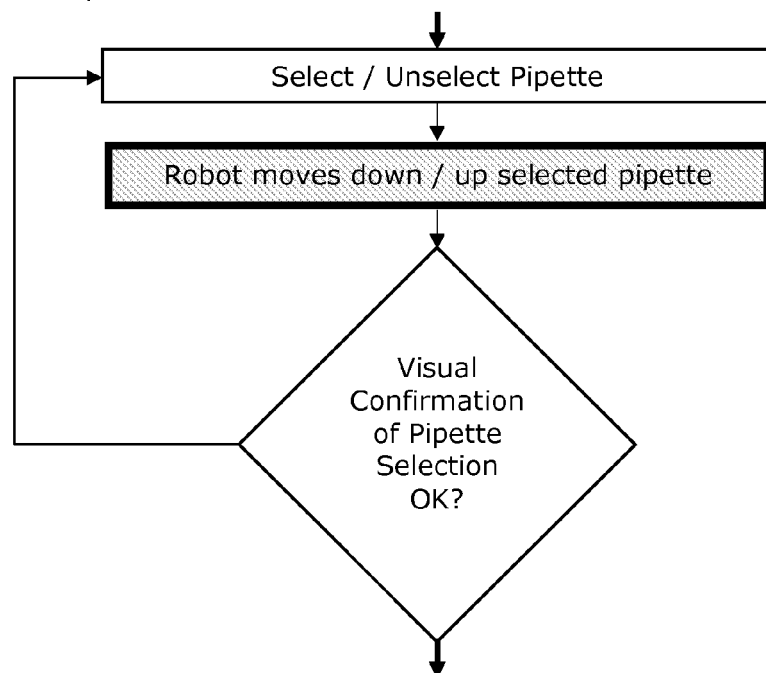 Select / Unselect Pipette
Robot moves down / up selected pipette
Visual
Confirmation
of Pipette
Selection
OK?